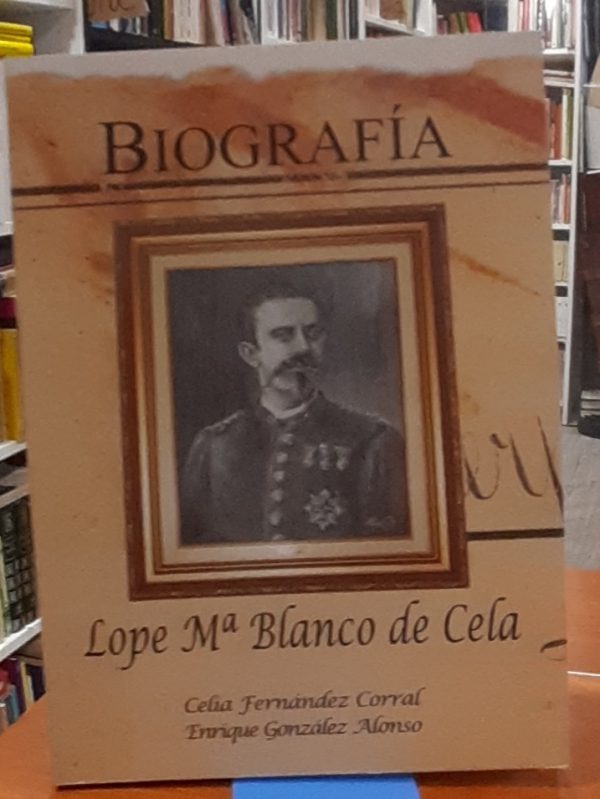 BIOGRAFÍA
Lope Mª Blanco de Cela
Celia Fernández Corral
Enrique González Alonso